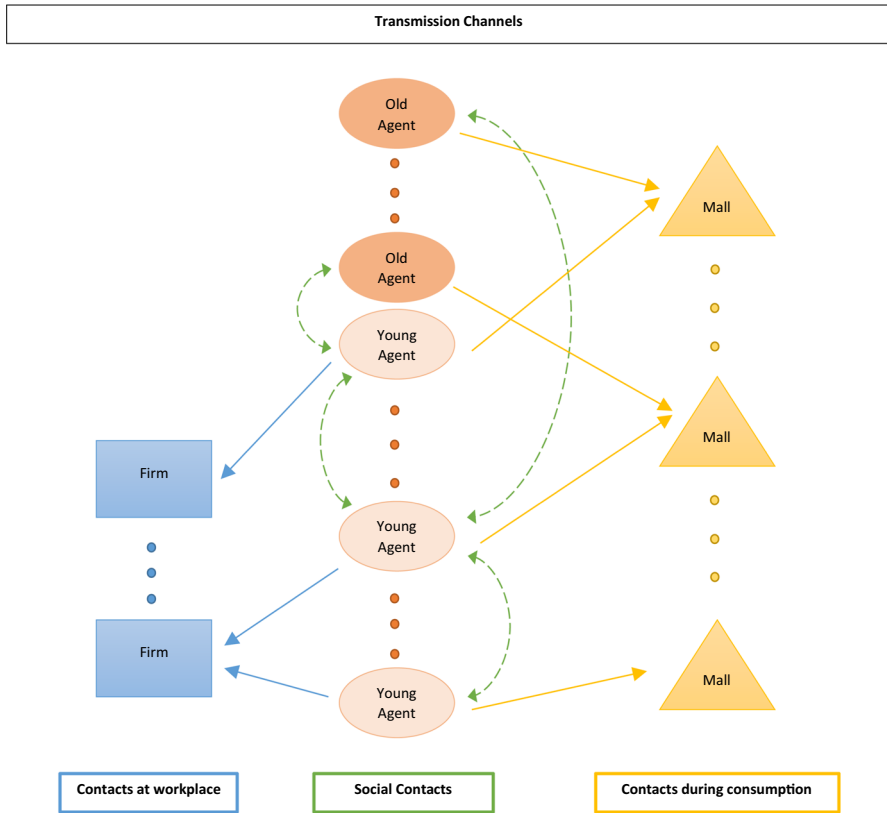 Transmission Channels
Old
Agent
Mall
Old
Agent
Young
Agent
Mall
Firm
Young
Agent
Firm
Mall
Young
Agent
Contacts at workplace
Social Contacts
Contacts during consumption